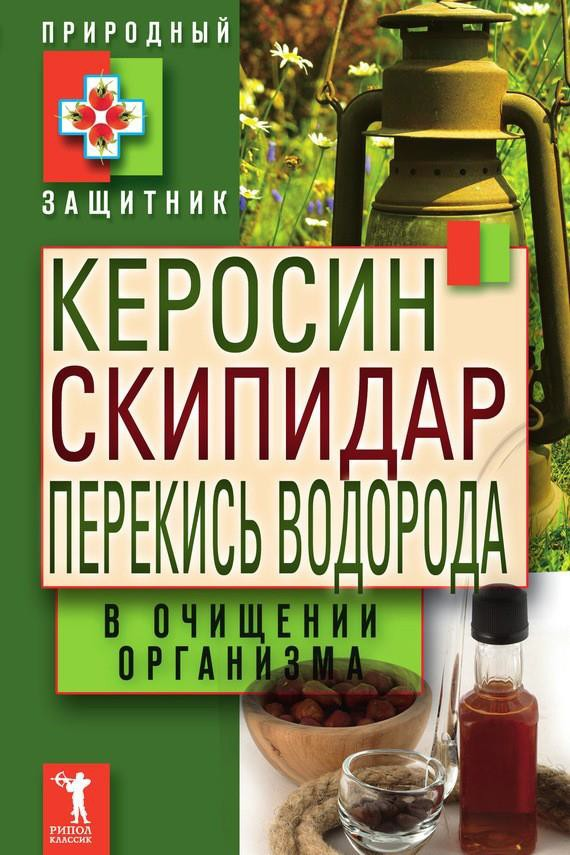 ПРИРОДНЫЙ
ЗАЩИТНИК
КЕРОСИН
СКИПИДАР
ПЕРЕКИСЬ ВОДОРОДА
В ОЧИЩЕНИИ
ОРГАНИЗМА
РИПОЛ
КЛАССИК